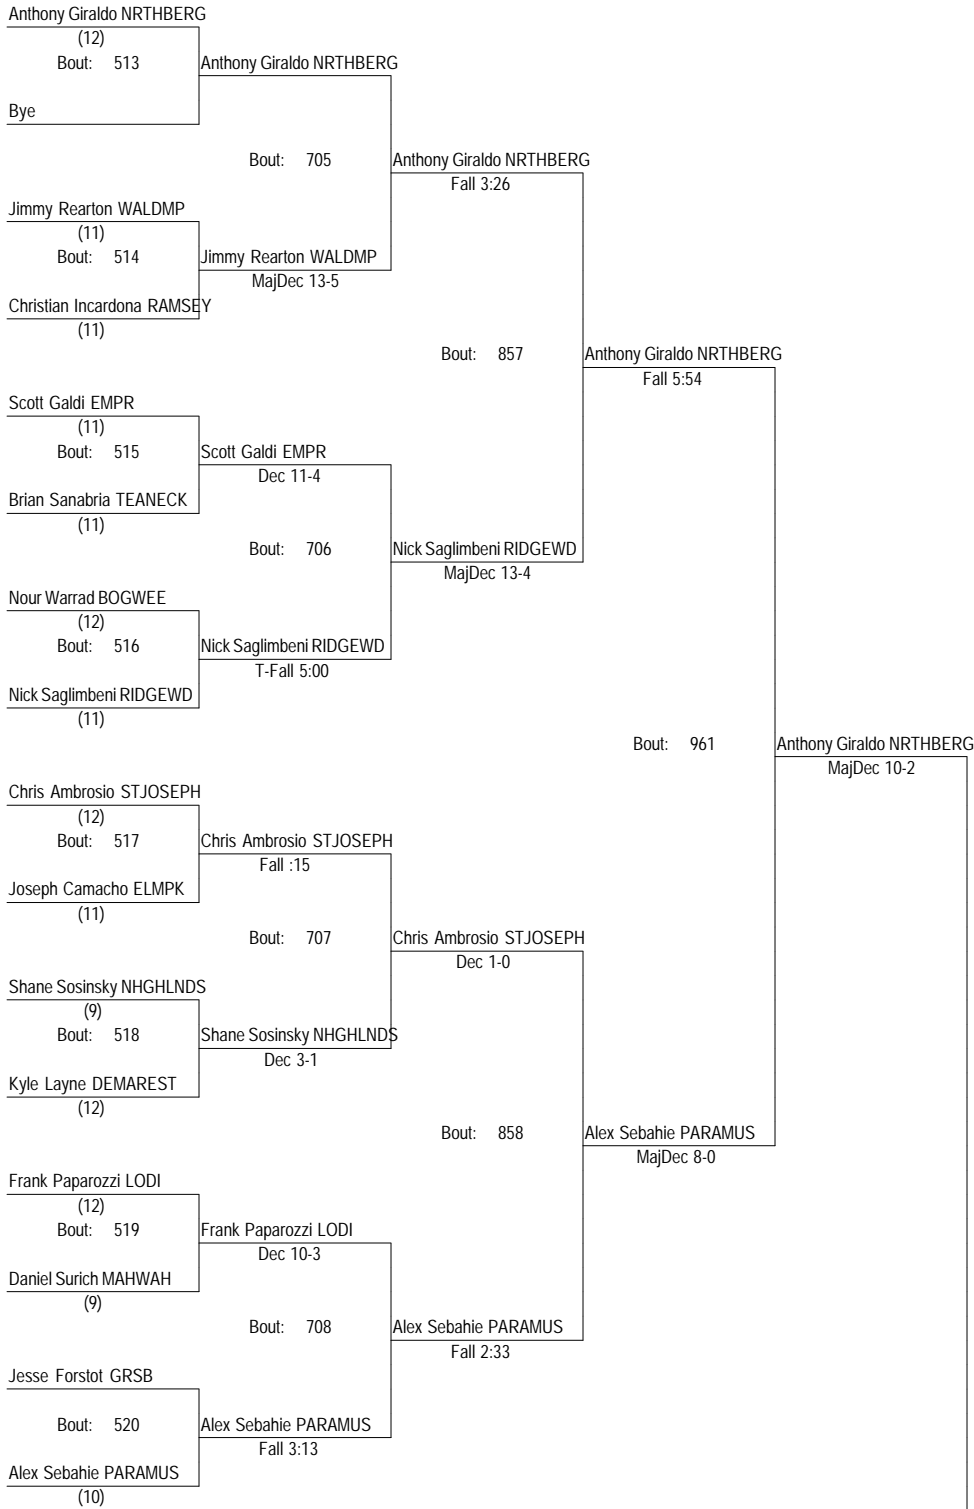 Anthony Giraldo NRTHBERG
(12)
Bout: 513
Anthony Giraldo NRTHBERG
Bye
Bout: 705
Anthony Giraldo NRTHBERG
Fall 3:26
Jimmy Rearton WALDMP
(11)
Bout: 514
Jimmy Rearton WALDMP
MajDec 13-5
Christian Incardona RAMSEY
(11)
Bout: 857
Anthony Giraldo NRTHBERG
Fall 5:54
Scott Galdi EMPR
(11)
Bout: 515
Scott Galdi EMPR
Dec 11-4
Brian Sanabria TEANECK
(11)
Bout: 706
Nick Saglimbeni RIDGEWD
MajDec 13-4
Nour Warrad BOGWEE
(12)
Bout: 516
Nick Saglimbeni RIDGEWD
T-Fall 5:00
Nick Saglimbeni RIDGEWD
(11)
Bout: 961
Anthony Giraldo NRTHBERG
MajDec 10-2
Chris Ambrosio STJOSEPH
(12)
Bout: 517
Chris Ambrosio STJOSEPH
Fall :15
Joseph Camacho ELMPK
(11)
Bout: 707
Chris Ambrosio STJOSEPH
Dec 1-0
Shane Sosinsky NHGHLNDS
(9)
Bout: 518
Shane Sosinsky NHGHLNDS
Dec 3-1
Kyle Layne DEMAREST
(12)
Bout: 858
Alex Sebahie PARAMUS
MajDec 8-0
Frank Paparozzi LODI
(12)
Bout: 519
Frank Paparozzi LODI
Dec 10-3
Daniel Surich MAHWAH
(9)
Bout: 708
Alex Sebahie PARAMUS
Fall 2:33
Jesse Forstot GRSB
Bout: 520
Alex Sebahie PARAMUS
Fall 3:13
Alex Sebahie PARAMUS
(10)